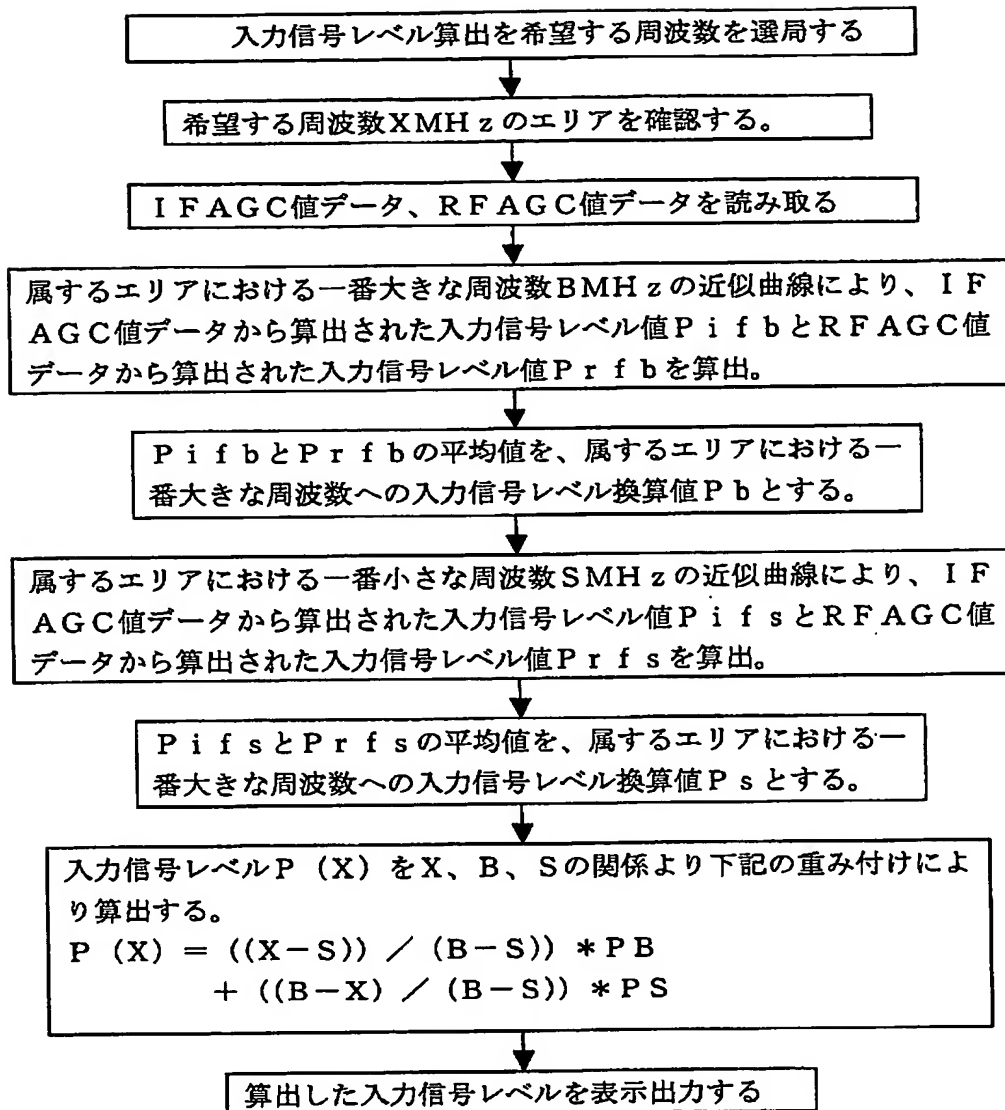 入力信号レベル算出を希望する周波数を選局する
希望する周波数XMHzのエリアを確認する。
IFAGC値データ、RFAGC値データを読み取る
属するエリアにおける一番大きな周波数BMHzの近似曲線により、IF
AGC値データから算出された入力信号レベル値PifbとRFAGC値
データから算出された入力信号レベル値Prfbを算出。
PifbとPrfbの平均値を、属するエリアにおける一
番大きな周波数への入力信号レベル換算値Pbとする。
属するエリアにおける一番小さな周波数SMHzの近似曲線により、IF
AGC値データから算出された入力信号レベル値PifsとRFAGC値
データから算出された入力信号レベル値Prfsを算出。
PifsとPrfsの平均値を、属するエリアにおける一
番大きな周波数への入力信号レベル換算値Psとする。
入力信号レベルP(X)をX、B、Sの関係より下記の重み付けによ
り算出する。
P(X)=((X-S))/(B-S))*PB
+((B-X)/(B-S))*PS
算出した入力信号レベルを表示出力する